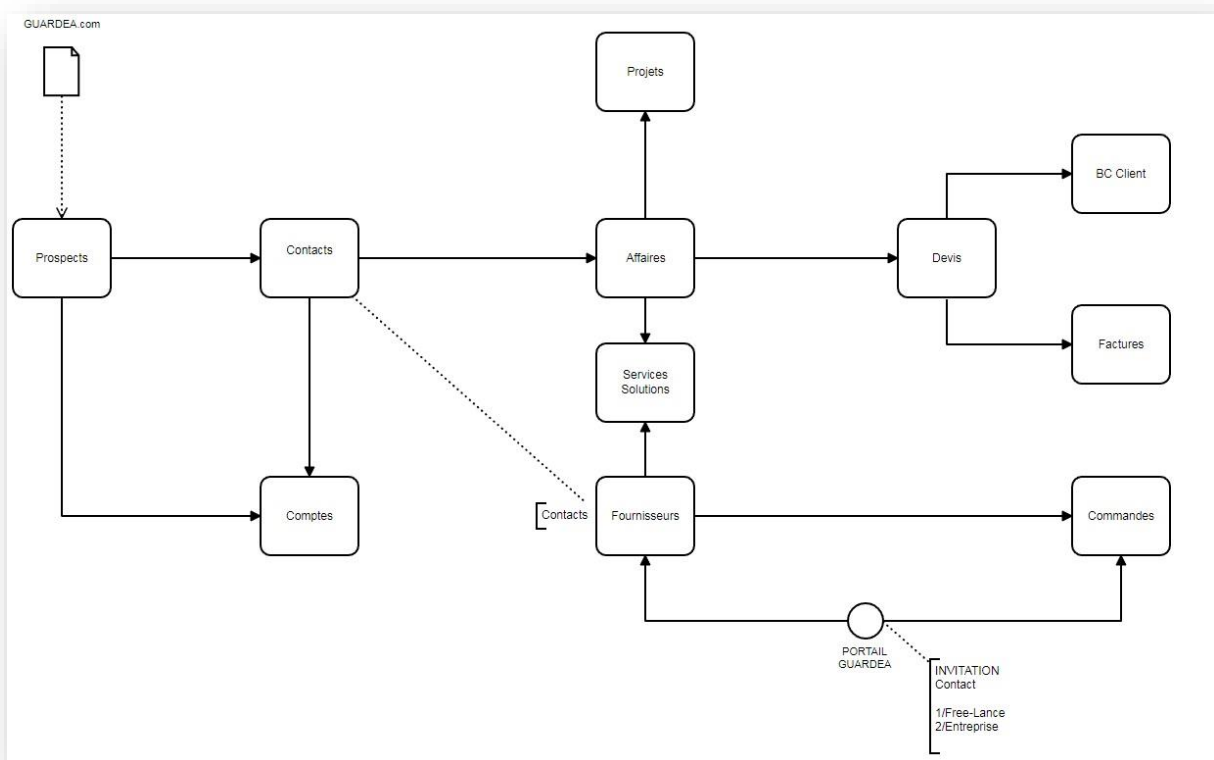 GUARDEA.com
Projets
BC Client
Prospects
Contacts
Affaires
Devis
Factures
Services
Solutions
Comptes
Contacts
Fournisseurs
Commandes
PORTAIL
GUARDEA
INVITATION
Contact
1/Free-Lance
2/Entreprise